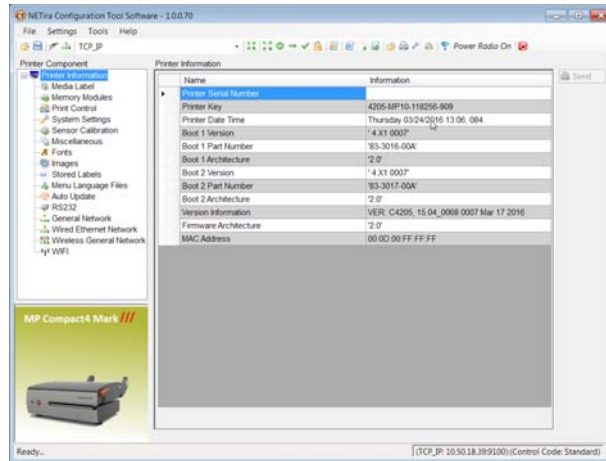 NETira Configuration Tool Software - 1.0.0.70
File Settings Tools Help
TCP_IP
Power Radio On
Printer Component
Printer Information
Media Label
Memory Modules
Print Control
System Settings
Sensor Calibration
Miscellaneous
Fonts
Images
Stored Labels
Menu Language Files
Auto Update
RS232
General Network
Wired Ethernet Network
Wireless General Network
WIFI
Printer Information
Name Information
Printer Serial Number
Printer Key 4205-MP10-118256-909
Printer Date Time Thursday 03/24/2016 13:06, 084
Boot 1 Version ' 4.X1 0007'
Boot 1 Part Number '83-3016-00A'
Boot 1 Architecture '2.0'
Boot 2 Version ' 4.X1 0007'
Boot 2 Part Number '83-3017-00A'
Boot 2 Architecture '2.0'
Version Information VER: C4205, 15.04_0068 0007 Mar 17 2016
Firmware Architecture '2.0'
MAC Address 00:0D:00:FF:FF:FF
Send
MP Compact4 Mark ///
Ready...
(TCP_IP: 10.50.18.39:9100):(Control Code: Standard)